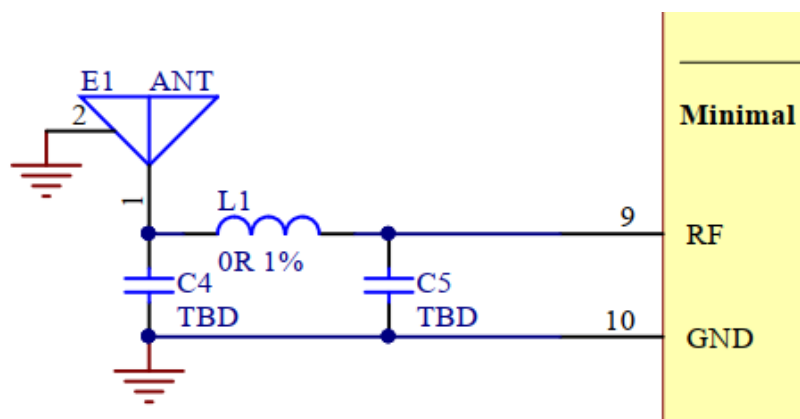 E1 ANT
2
Minimal
1
L1
9
RF
0R 1%
C4
C5
TBD
TBD
10
GND